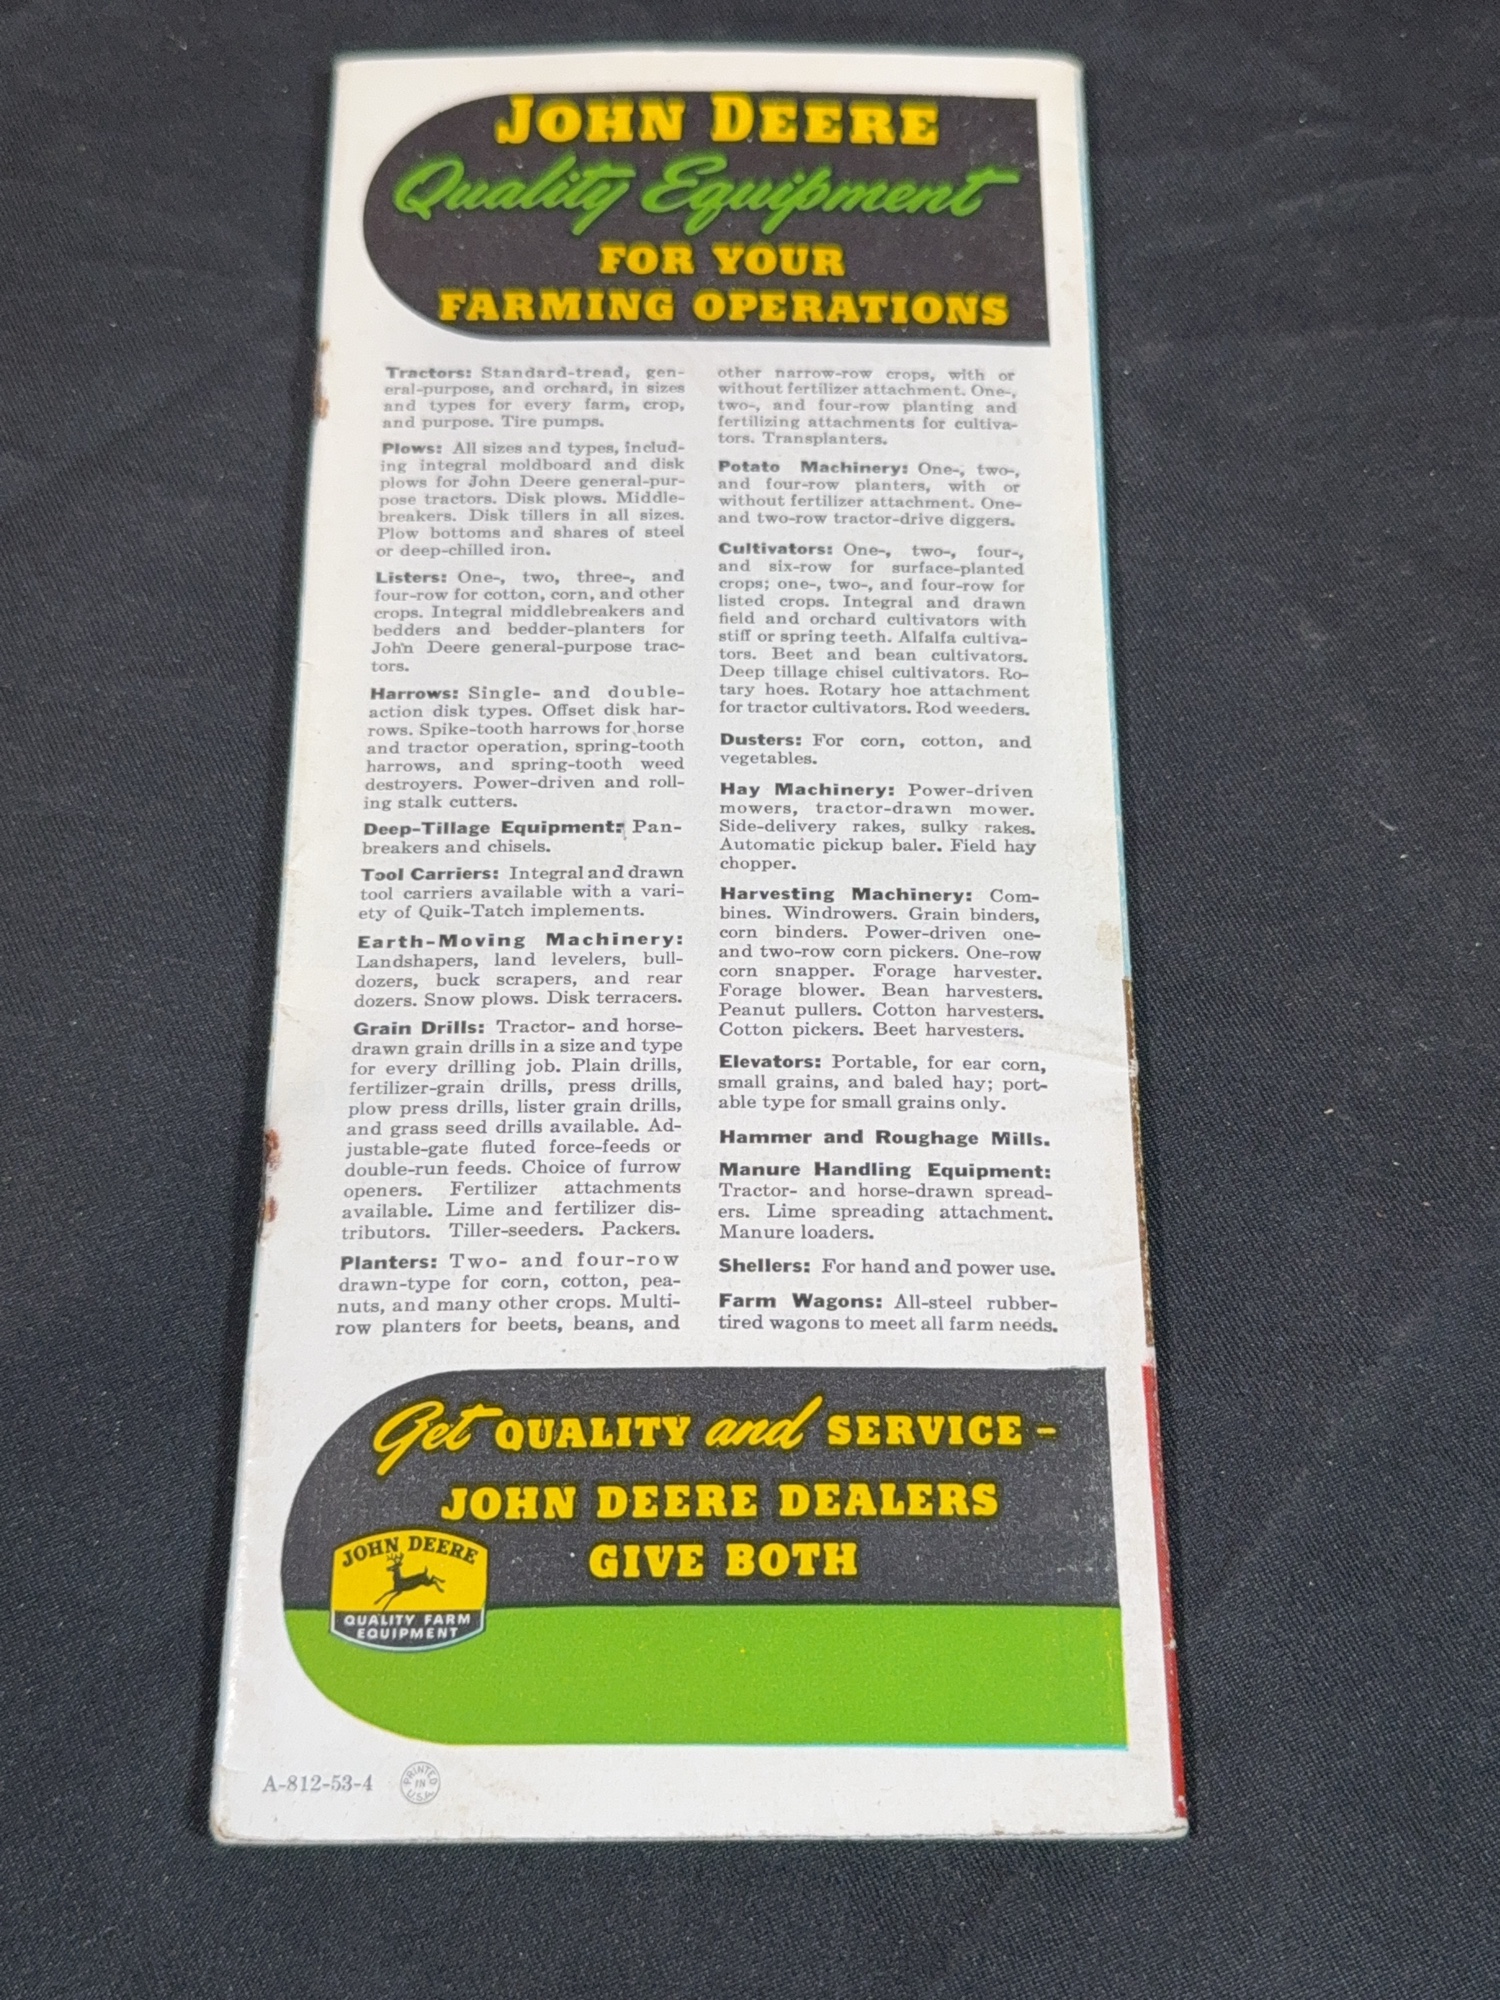 JOHN DEERE
Quality Equipment
FOR YOUR
FARMING OPERATIONS
Tractors: Standard-tread, gen-
eral-purpose, and orchard, in sizes
and types for every farm, crop,
and purpose. Tire pumps.
Plows: All sizes and types, includ-
ing integral moldboard and disk
plows for John Deere general-pur-
pose tractors. Disk plows. Middle-
breakers. Disk tillers in all sizes.
Plow bottoms and shares of steel
or deep-chilled iron.
Listers: One-, two, three-, and
four-row for cotton, corn, and other
crops. Integral middlebreakers and
bedders and bedder-planters for
John Deere general-purpose trac-
tors.
Harrows: Single- and double-
action disk types. Offset disk har-
rows. Spike-tooth harrows for horse
and tractor operation, spring-tooth
harrows, and spring-tooth weed
destroyers. Power-driven and roll-
ing stalk cutters.
Deep-Tillage Equipment: Pan-
breakers and chisels.
Tool Carriers: Integral and drawn
tool carriers available with a vari-
ety of Quik-Tatch implements.
Earth-Moving Machinery:
Landshapers, land levelers, bull-
dozers, buck scrapers, and rear
dozers. Snow plows. Disk terracers.
Grain Drills: Tractor- and horse-
drawn grain drills in a size and type
for every drilling job. Plain drills,
fertilizer-grain drills, press drills,
plow press drills, lister grain drills,
and grass seed drills available. Ad-
justable-gate fluted force-feeds or
double-run feeds. Choice of furrow
openers. Fertilizer attachments
available. Lime and fertilizer dis-
tributors. Tiller-seeders. Packers.
Planters: Two- and four-row
drawn-type for corn, cotton, pea-
nuts, and many other crops. Multi-
row planters for beets, beans, and
other narrow-row crops, with or
without fertilizer attachment. One-,
two-, and four-row planting and
fertilizing attachments for cultiva-
tors. Transplanters.
Potato Machinery: One-, two-,
and four-row planters, with or
without fertilizer attachment. One-
and two-row tractor-drive diggers.
Cultivators: One-, two-, four-,
and six-row for surface-planted
crops; one-, two-, and four-row for
listed crops. Integral and drawn
field and orchard cultivators with
stiff or spring teeth. Alfalfa cultiva-
tors. Beet and bean cultivators.
Deep tillage chisel cultivators. Ro-
tary hoes. Rotary hoe attachment
for tractor cultivators. Rod weeders.
Dusters: For corn, cotton, and
vegetables.
Hay Machinery: Power-driven
mowers, tractor-drawn mower.
Side-delivery rakes, sulky rakes.
Automatic pickup baler. Field hay
chopper.
Harvesting Machinery: Com-
bines. Windrowers. Grain binders,
corn binders. Power-driven one-
and two-row corn pickers. One-row
corn snapper. Forage harvester.
Forage blower. Bean harvesters.
Peanut pullers. Cotton harvesters.
Cotton pickers. Beet harvesters.
Elevators: Portable, for ear corn,
small grains, and baled hay; port-
able type for small grains only.
Hammer and Roughage Mills.
Manure Handling Equipment:
Tractor- and horse-drawn spread-
ers. Lime spreading attachment.
Manure loaders.
Shellers: For hand and power use.
Farm Wagons: All-steel rubber-
tired wagons to meet all farm needs.
Get QUALITY and SERVICE -
JOHN DEERE DEALERS
GIVE BOTH
JOHN DEERE
QUALITY FARM
EQUIPMENT
A-812-53-4
PRINTED
IN
U.S.A.